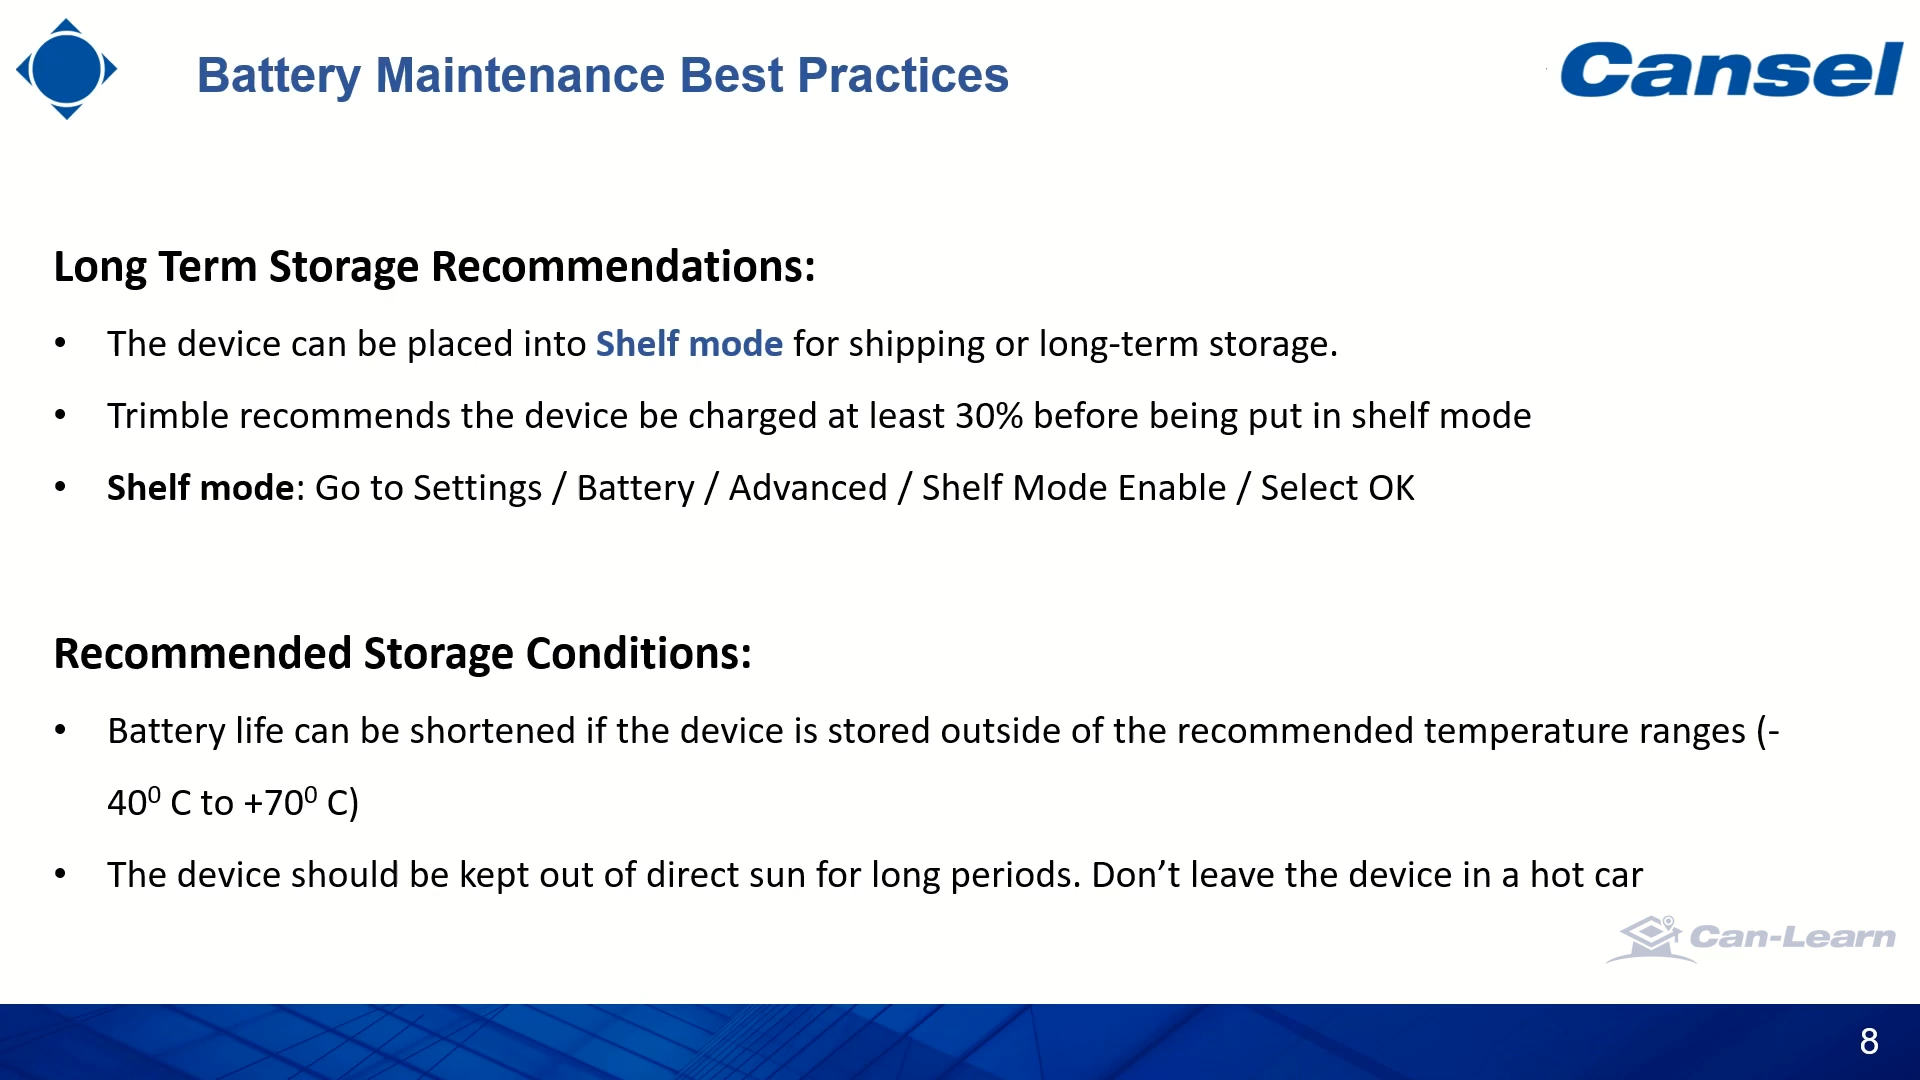 Battery Maintenance Best Practices
Cansel
Long Term Storage Recommendations:
• The device can be placed into Shelf mode for shipping or long-term storage.
• Trimble recommends the device be charged at least 30% before being put in shelf mode
• Shelf mode: Go to Settings / Battery / Advanced / Shelf Mode Enable / Select OK
Recommended Storage Conditions:
• Battery life can be shortened if the device is stored outside of the recommended temperature ranges (-
40⁰ C to +70⁰ C)
• The device should be kept out of direct sun for long periods. Don’t leave the device in a hot car
Can-Learn
8